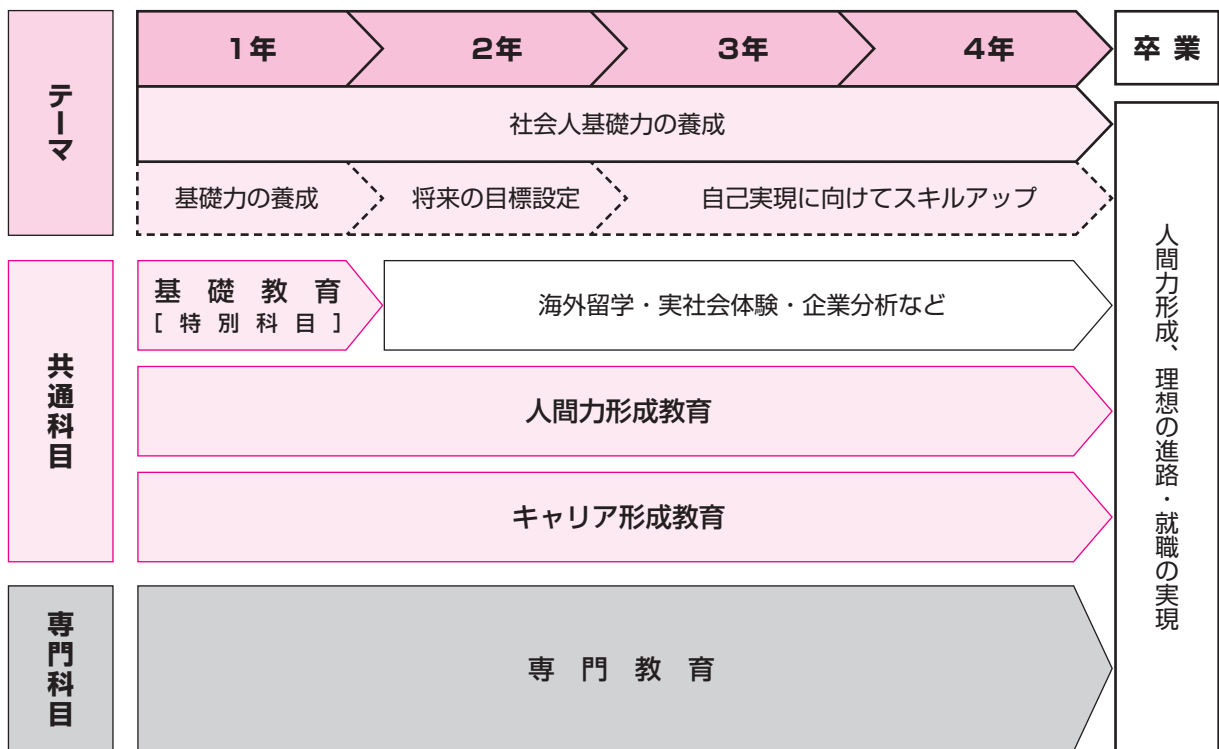 テーマ
1年
2年
3年
4年
卒業
社会人基礎力の養成
基礎力の養成
将来の目標設定
自己実現に向けてスキルアップ
共通科目
基礎教育
[特別科目]
海外留学・実社会体験・企業分析など
人間力形成教育
キャリア形成教育
専門科目
専門教育
人間力形成、理想の進路・就職の実現